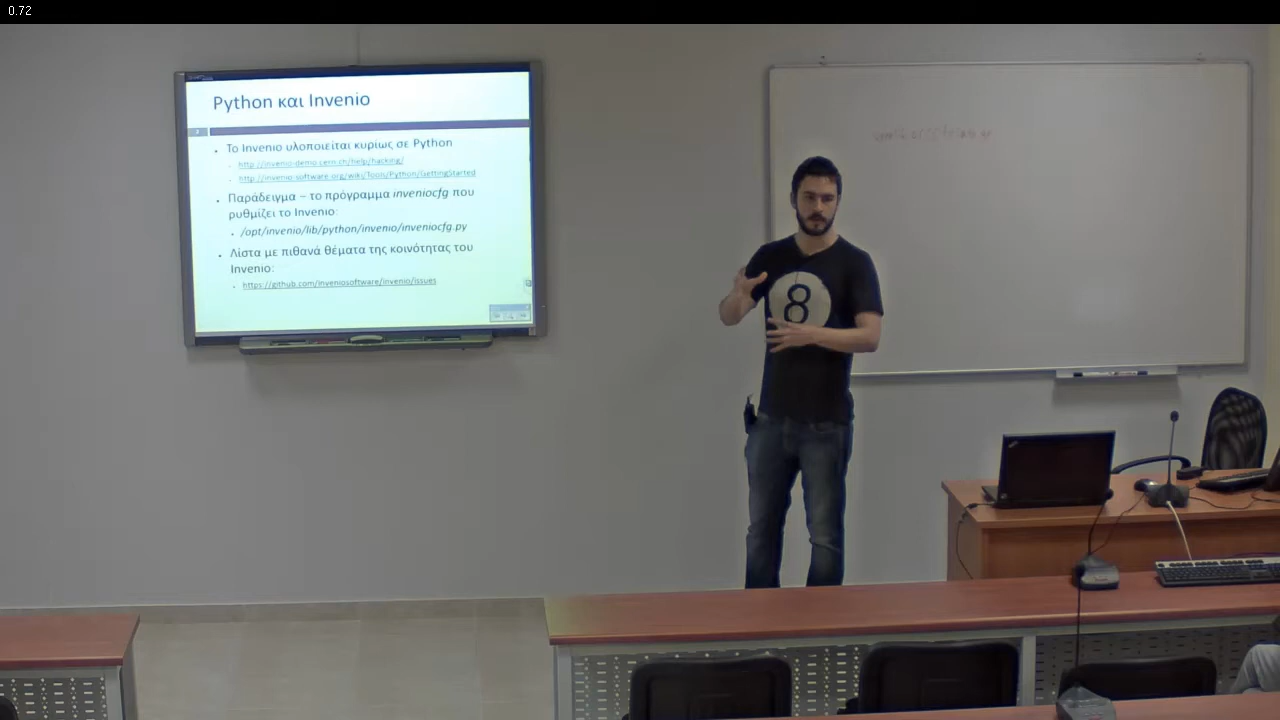 0.72
Python και Invenio
Το Invenio υλοποιείται κυρίως σε Python
http://invenio-demo.cern.ch/help/hacking/
http://invenio-software.org/wiki/Tools/Python/GettingStarted
Παράδειγμα – το πρόγραμμα inveniocfg που
ρυθμίζει το Invenio:
/opt/invenio/lib/python/invenio/inveniocfg.py
Λίστα με πιθανά θέματα της κοινότητας του
Invenio:
https://github.com/inveniosoftware/invenio/issues
8